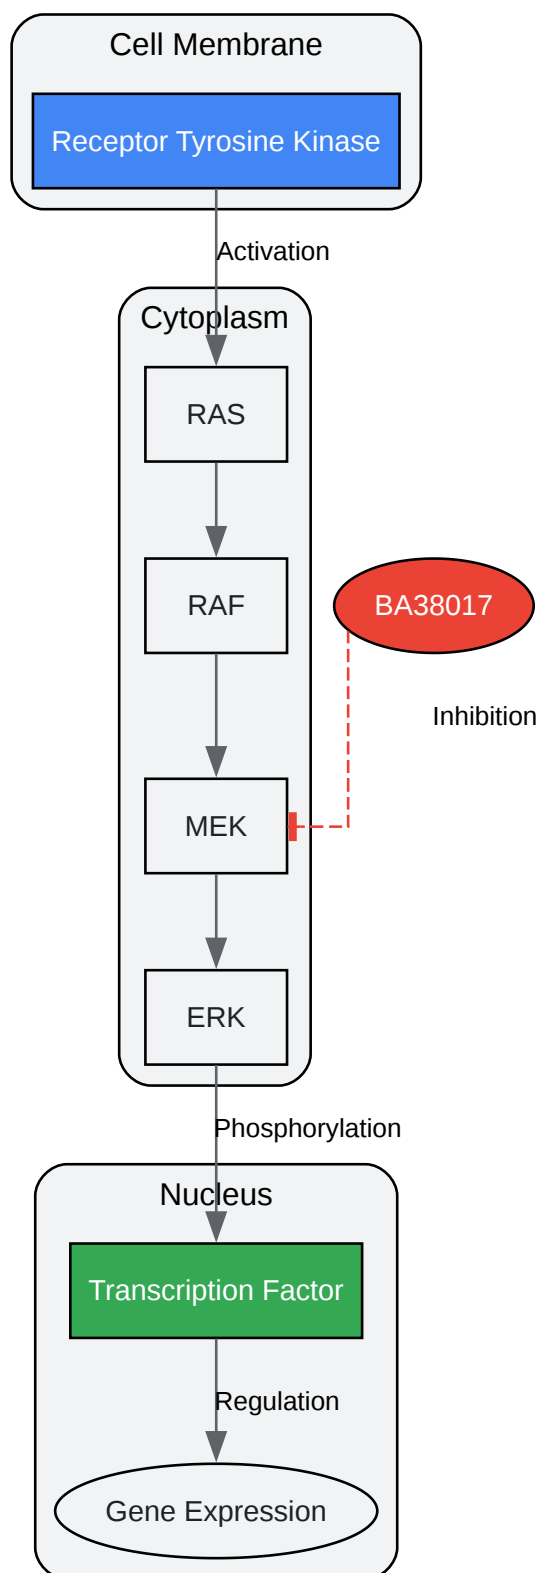 Cell Membrane
Receptor Tyrosine Kinase
Activation
Cytoplasm
RAS
RAF
BA38017
Inhibition
MEK
ERK
Phosphorylation
Nucleus
Transcription Factor
Regulation
Gene Expression